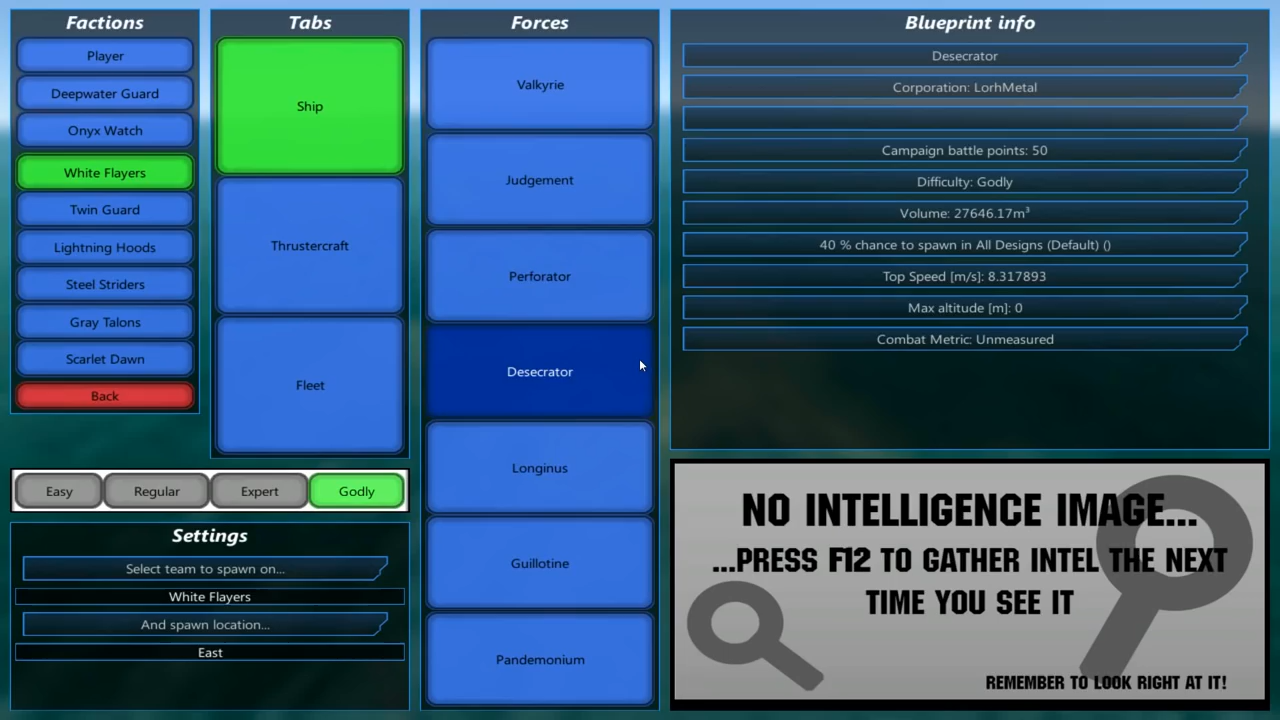 Factions
Player
Deepwater Guard
Onyx Watch
White Flayers
Twin Guard
Lightning Hoods
Steel Striders
Gray Talons
Scarlet Dawn
Back
Easy
Regular
Expert
Godly
Settings
Select team to spawn on...
White Flayers
And spawn location...
East
Tabs
Ship
Thrustercraft
Fleet
Forces
Valkyrie
Judgement
Perforator
Desecrator
Longinus
Guillotine
Pandemonium
Blueprint info
Desecrator
Corporation: LorhMetal
Campaign battle points: 50
Difficulty: Godly
Volume: 27646.17m³
40 % chance to spawn in All Designs (Default) ()
Top Speed [m/s]: 8.317893
Max altitude [m]: 0
Combat Metric: Unmeasured
NO INTELLIGENCE IMAGE...
...PRESS F12 TO GATHER INTEL THE NEXT
TIME YOU SEE IT
REMEMBER TO LOOK RIGHT AT IT!